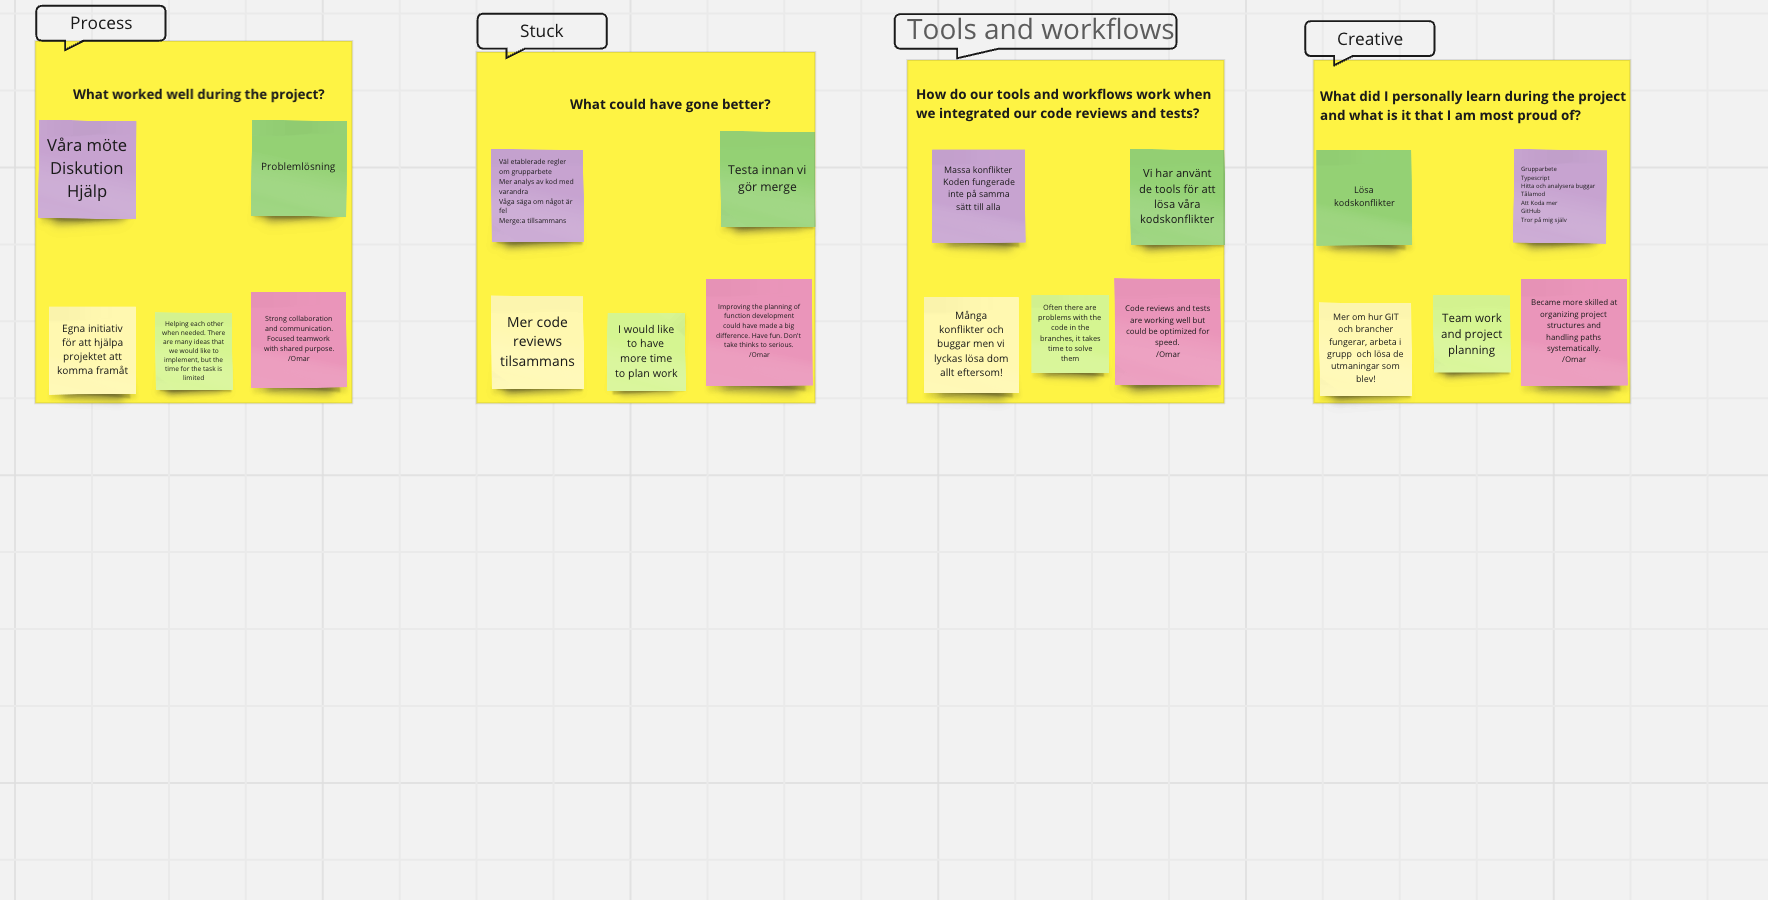 Process
What worked well during the project?
Våra möte
Diskution
Hjälp
Problemlösning
Egna initiativ
för att hjälpa
projektet att
komma framåt
Helping each other
when needed. There
are many ideas that
we would like to
implement, but the
time for the task is
limited
Strong collaboration
and communication.
Focused teamwork
with shared purpose.
/Omar
Stuck
What could have gone better?
Väl etablerade regler
om grupparbete
Mer analys av kod med
varandra
Våga säga om något är
fel
Merge:a tillsammans
Testa innan vi
gör merge
Mer code
reviews
tilsammans
I would like
to have
more time
to plan work
Improving the planning of
function development
could have made a big
difference. Have fun. Don't
take thinks to serious.
/Omar
Tools and workflows
How do our tools and workflows work when
we integrated our code reviews and tests?
Massa konflikter
Koden fungerade
inte på samma
sätt till alla
Vi har använt
de tools för att
lösa våra
kodskonflikter
Många
konflikter och
buggar men vi
lyckas lösa dom
allt eftersom!
Often there are
problems with the
code in the
branches, it takes
time to solve
them
Code reviews and tests
are working well but
could be optimized for
speed.
/Omar
Creative
What did I personally learn during the project
and what is it that I am most proud of?
Lösa
kodskonflikter
Grupparbete
Typescript
Hitta och analysera buggar
Tålamod
Att Koda mer
GitHub
Tror på mig själv
Mer om hur GIT
och brancher
fungerar, arbeta i
grupp och lösa de
utmaningar som
blev!
Team work
and project
planning
Became more skilled at
organizing project
structures and
handling paths
systematically.
/Omar